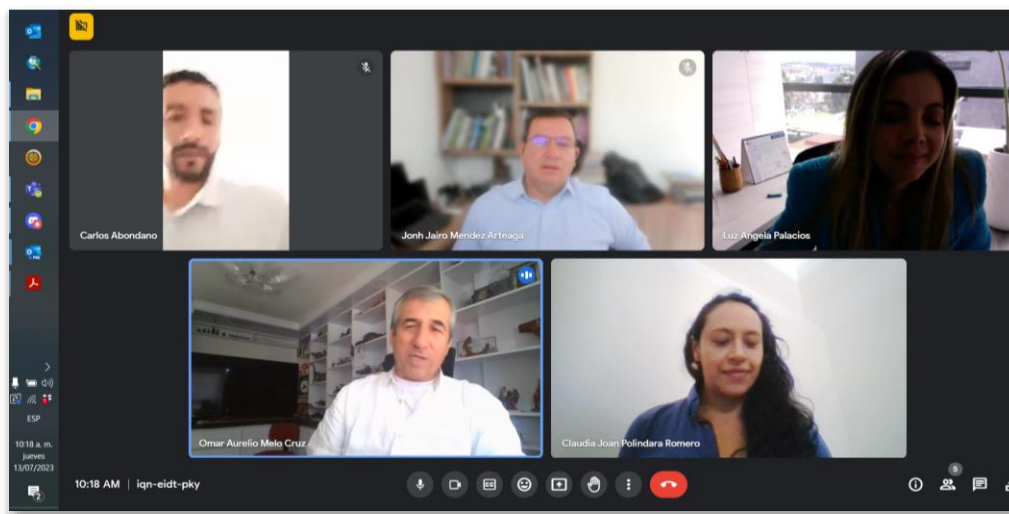 Carlos Abondano
Jonh Jairo Mendez Arteaga
Luz Angela Palacios
Omar Aurelio Melo Cruz
Claudia Joan Polindara Romero
ESP
10:18 a. m.
jueves
13/07/2023
2
10:18 AM | iqn-eidt-pky
5